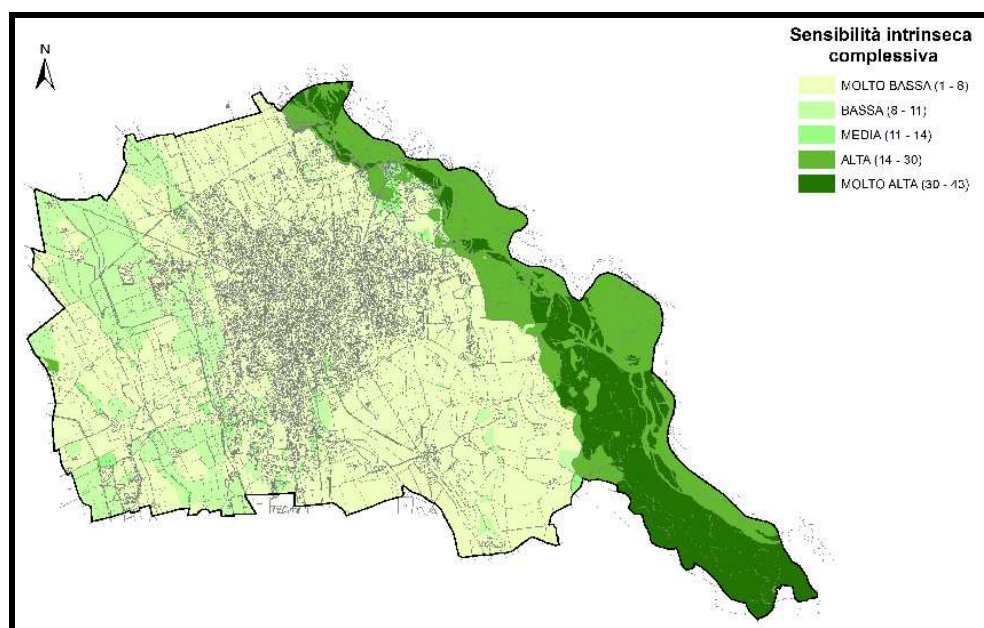 Sensibilità intrinseca
complessiva
N
MOLTO BASSA (1 - 8)
BASSA (8 - 11)
MEDIA (11 - 14)
ALTA (14 - 30)
MOLTO ALTA (30 - 43)